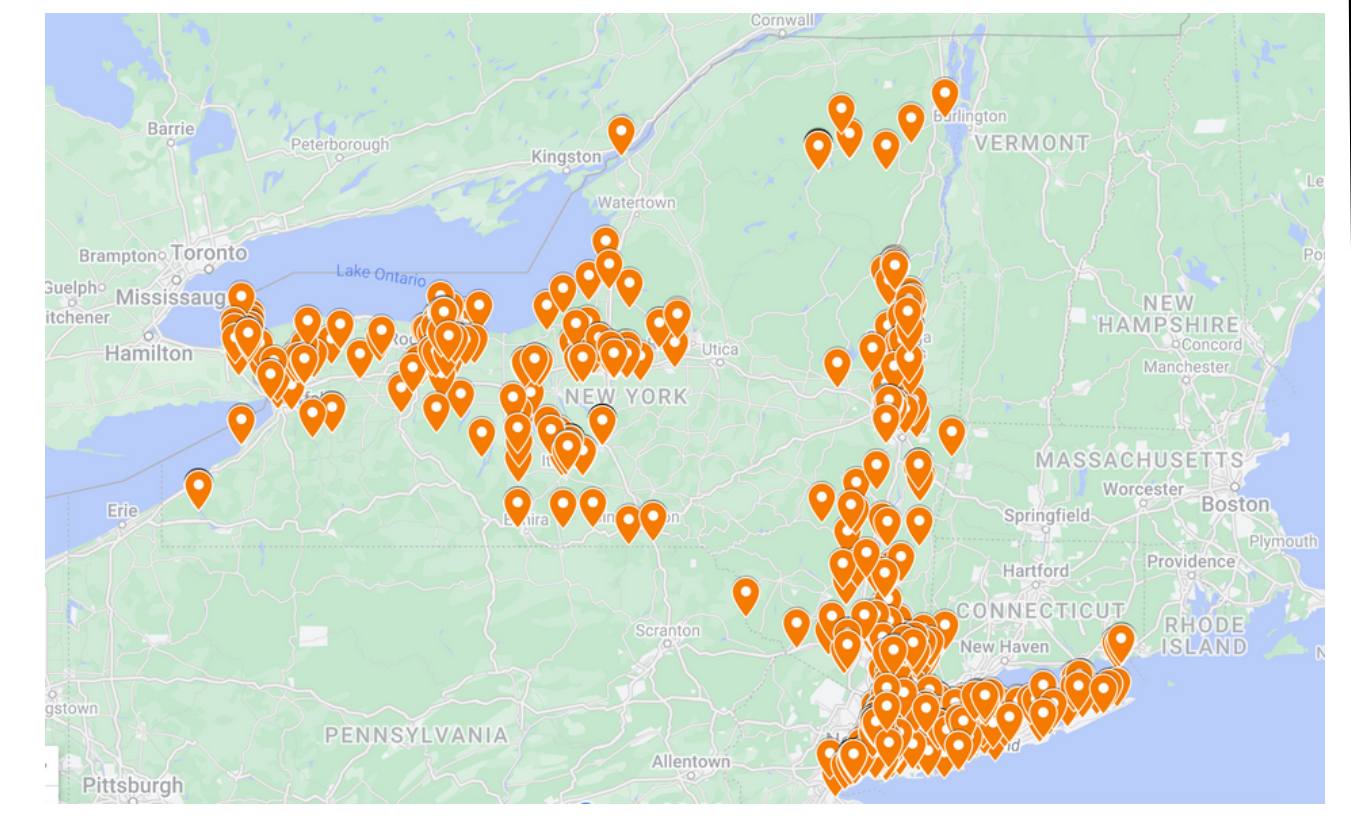 Cornwall
Barrie
Peterborough
Burlington
VERMONT
Kingston
Watertown
Brampton
Toronto
Lake Ontario
Guelph
Mississaug
itchener
Hamilton
NEW
HAMPSHIRE
Concord
Manchester
Utica
NEW YORK
MASSACHUSETTS
Worcester
Boston
Erie
Springfield
Plymouth
Hartford
Providence
CONNECTICUT
RHODE
ISLAND
Scranton
New Haven
gstown
PENNSYLVANIA
Allentown
Pittsburgh